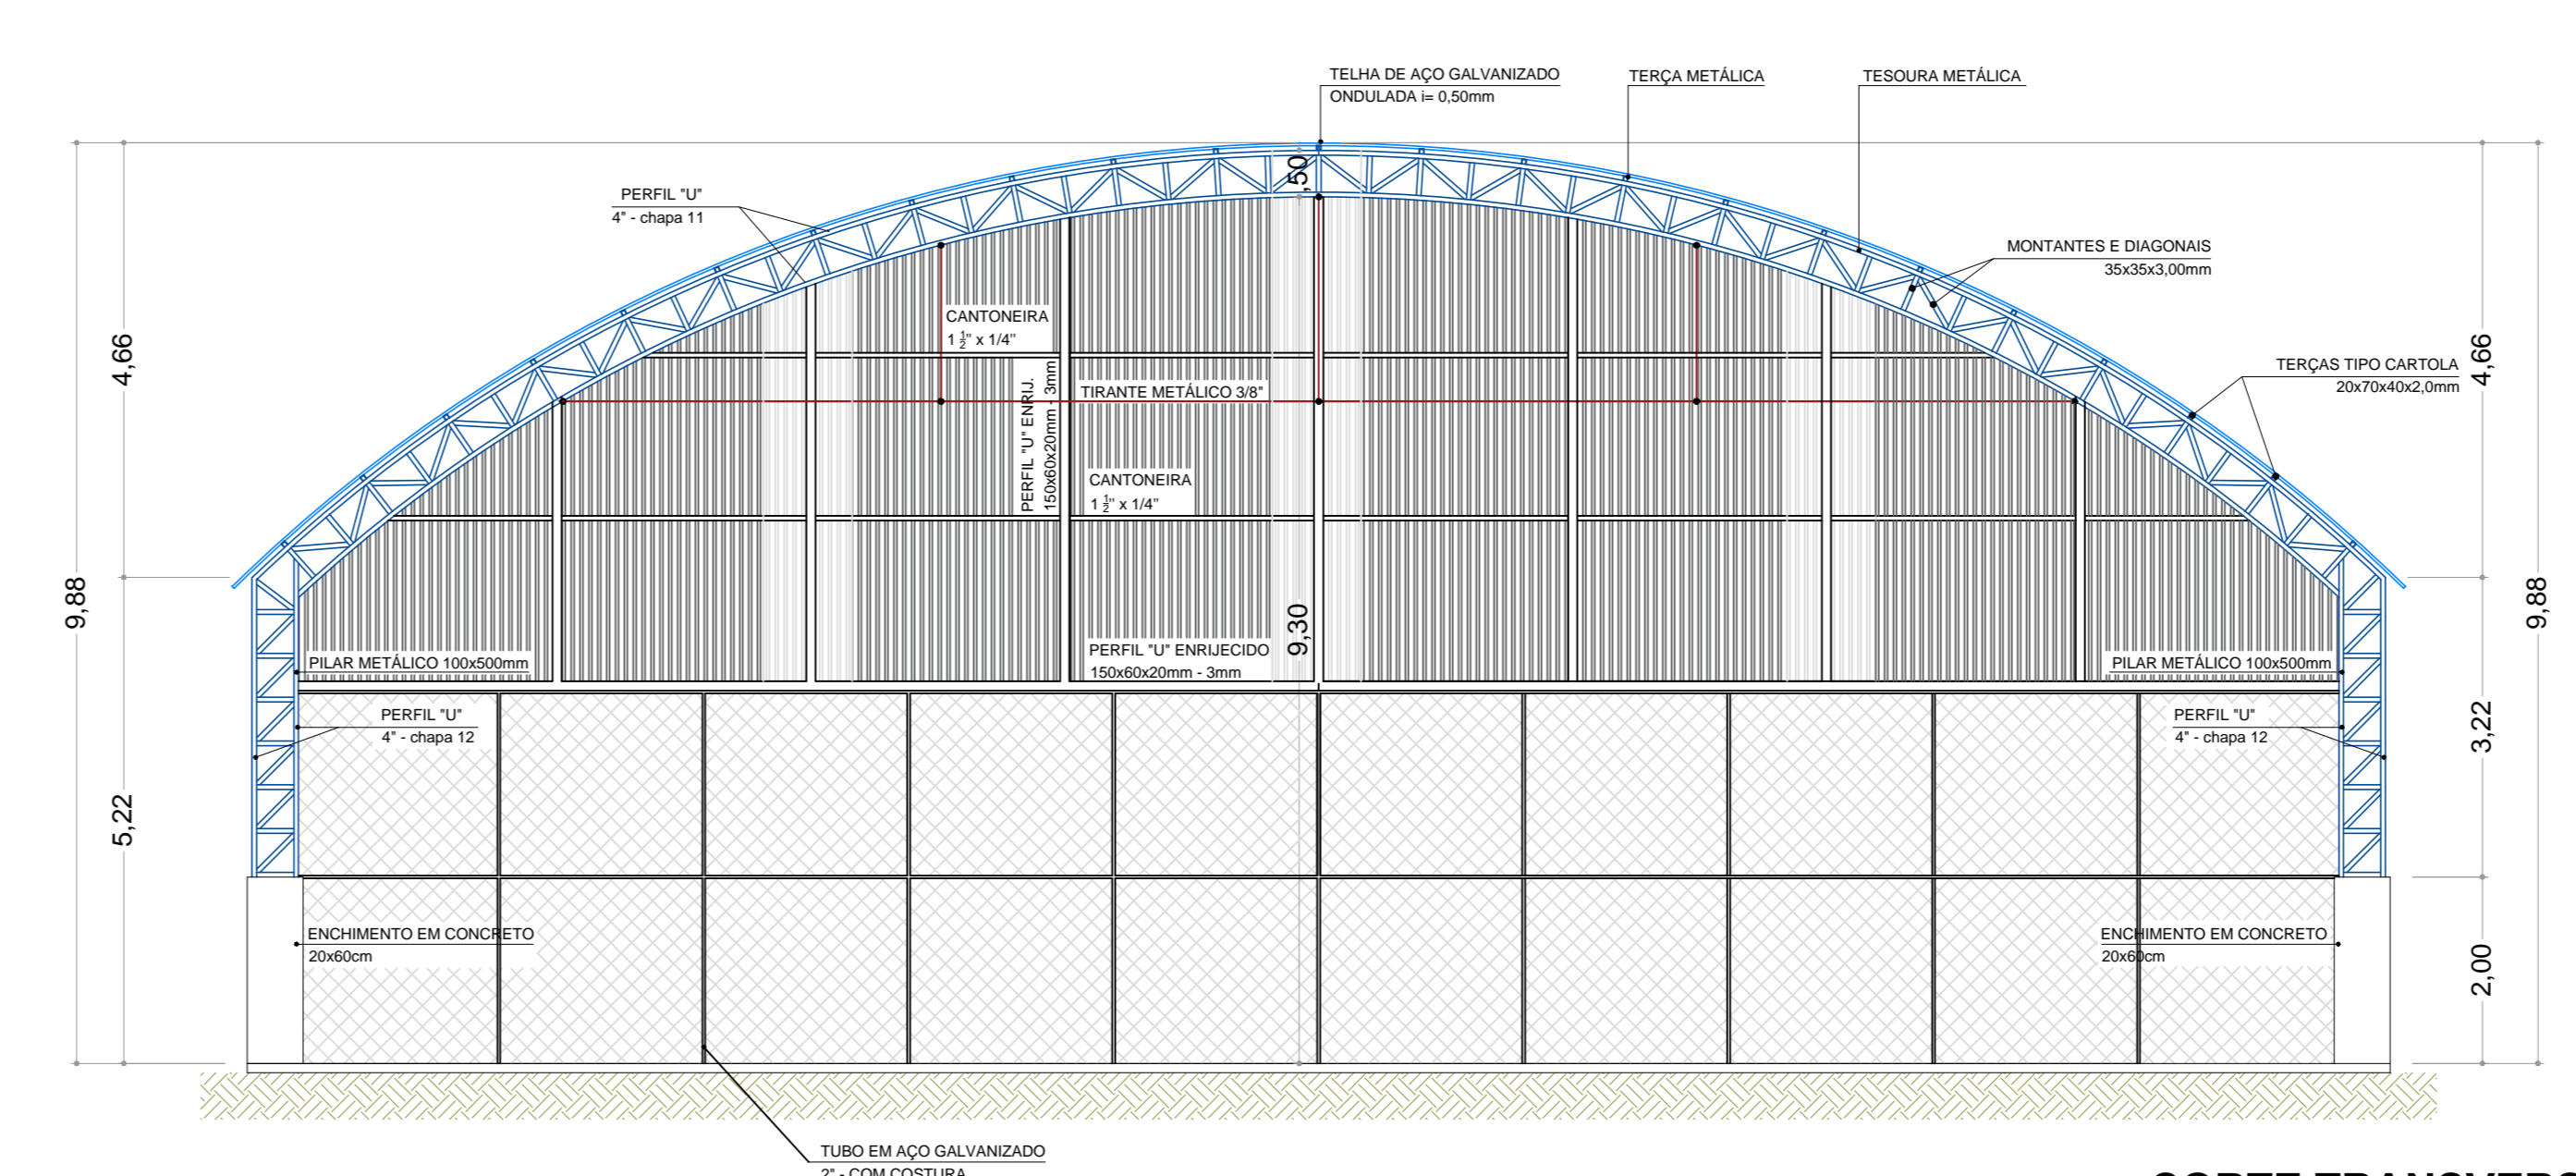 TELHA DE AÇO GALVANIZADO
ONDULADA i= 0,50mm
TERÇA METÁLICA
TESOURA METÁLICA
PERFIL "U"
4" - chapa 11
,50
MONTANTES E DIAGONAIS
35x35x3,00mm
CANTONEIRA
1 1/2" x 1/4"
4,66
4,66
TERÇAS TIPO CARTOLA
20x70x40x2,0mm
TIRANTE METÁLICO 3/8"
PERFIL "U" ENRIJ.
150x60x20mm - 3mm
CANTONEIRA
1 1/2" x 1/4"
9,88
9,30
9,88
PERFIL "U" ENRIJECIDO
150x60x20mm - 3mm
PILAR METÁLICO 100x500mm
PILAR METÁLICO 100x500mm
PERFIL "U"
4" - chapa 12
PERFIL "U"
4" - chapa 12
3,22
5,22
ENCHIMENTO EM CONCRETO
20x60cm
ENCHIMENTO EM CONCRETO
20x60cm
2,00
TUBO EM AÇO GALVANIZADO
2" - COM COSTURA